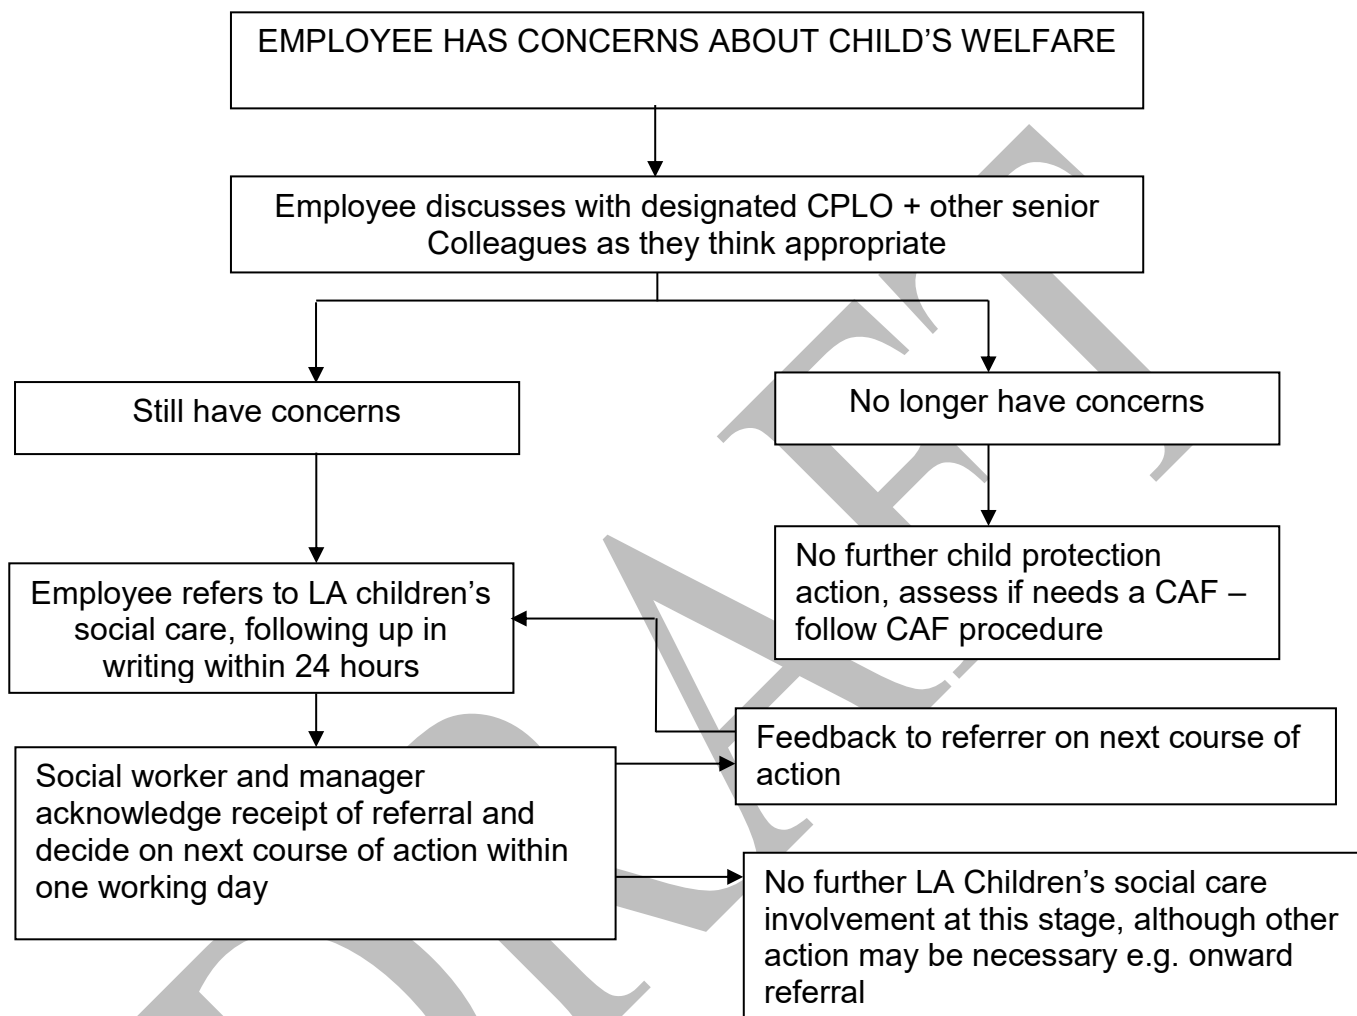 EMPLOYEE HAS CONCERNS ABOUT CHILD’S WELFARE
Employee discusses with designated CPLO + other senior
Colleagues as they think appropriate
Still have concerns
No longer have concerns
Employee refers to LA children’s
social care, following up in
writing within 24 hours
No further child protection
action, assess if needs a CAF –
follow CAF procedure
Social worker and manager
acknowledge receipt of referral and
decide on next course of action within
one working day
Feedback to referrer on next course of
action
No further LA Children’s social care
involvement at this stage, although other
action may be necessary e.g. onward
referral
DRAFT